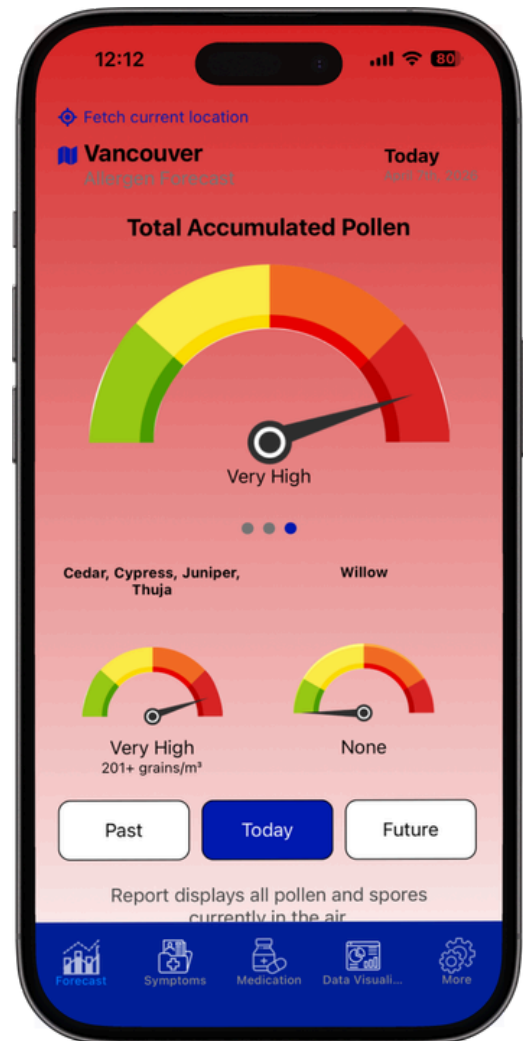 12:12
80
Fetch current location
Vancouver
Today
Allergen Forecast
Total Accumulated Pollen
Very High
Cedar, Cypress, Juniper,
Thuja
Willow
Very High
201+ grains/m³
None
Past
Today
Future
Report displays all pollen and spores
currently in the air
Forecast
Symptoms
Medication
Data Visuali...
More